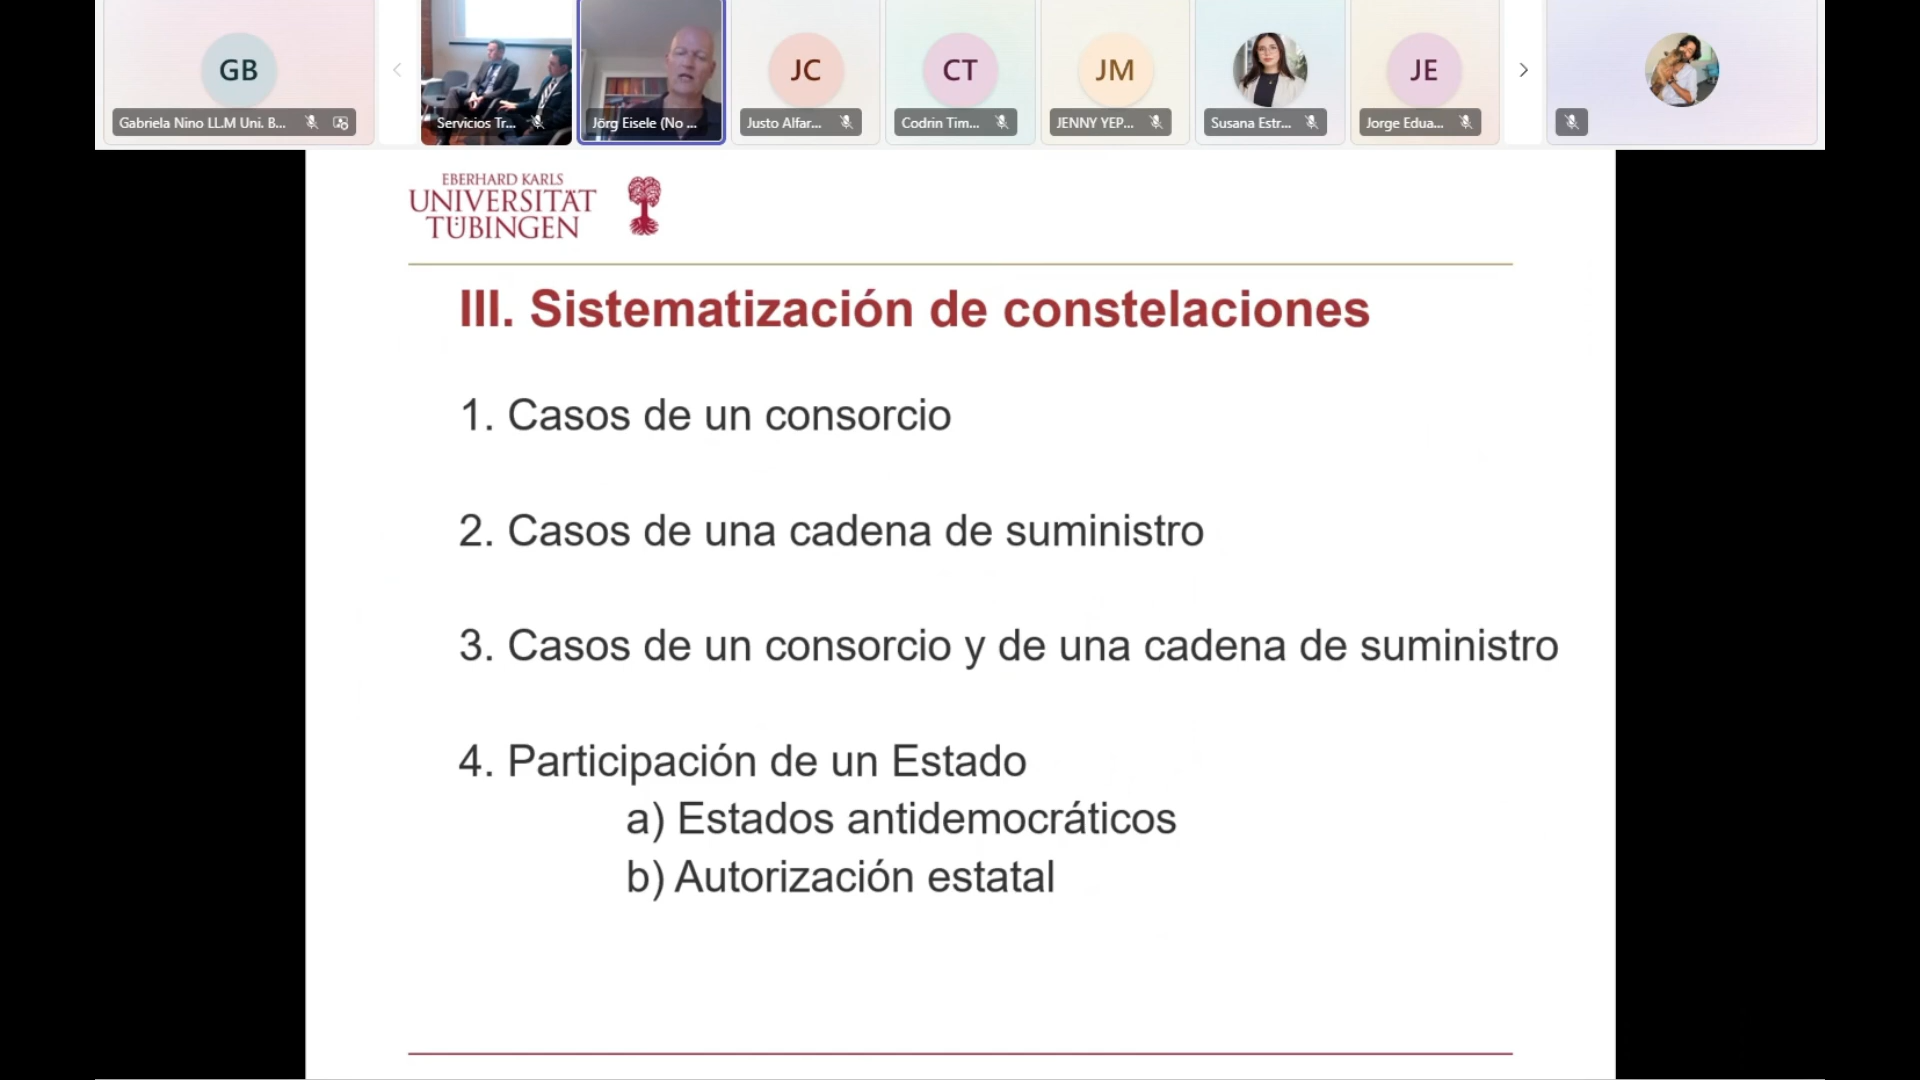 GB
Gabriela Nino LL.M Uni. B...
Servicios Tr...
Jörg Eisele (No ...
JC
Justo Alfar...
CT
Codrin Tim...
JM
JENNY YEP...
Susana Estr...
JE
Jorge Edua...
EBERHARD KARLS
UNIVERSITÄT
TÜBINGEN
III. Sistematización de constelaciones
1. Casos de un consorcio
2. Casos de una cadena de suministro
3. Casos de un consorcio y de una cadena de suministro
4. Participación de un Estado
a) Estados antidemocráticos
b) Autorización estatal